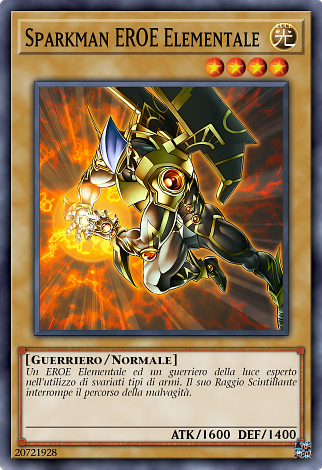 Sparkman EROE Elementale
光
[Guerriero/Normale]
Un EROE Elementale ed un guerriero della luce esperto
nell'utilizzo di svariati tipi di armi. Il suo Raggio Scintillante
interrompe il percorso della malvagità.
ATK/1600 DEF/1400
20721928